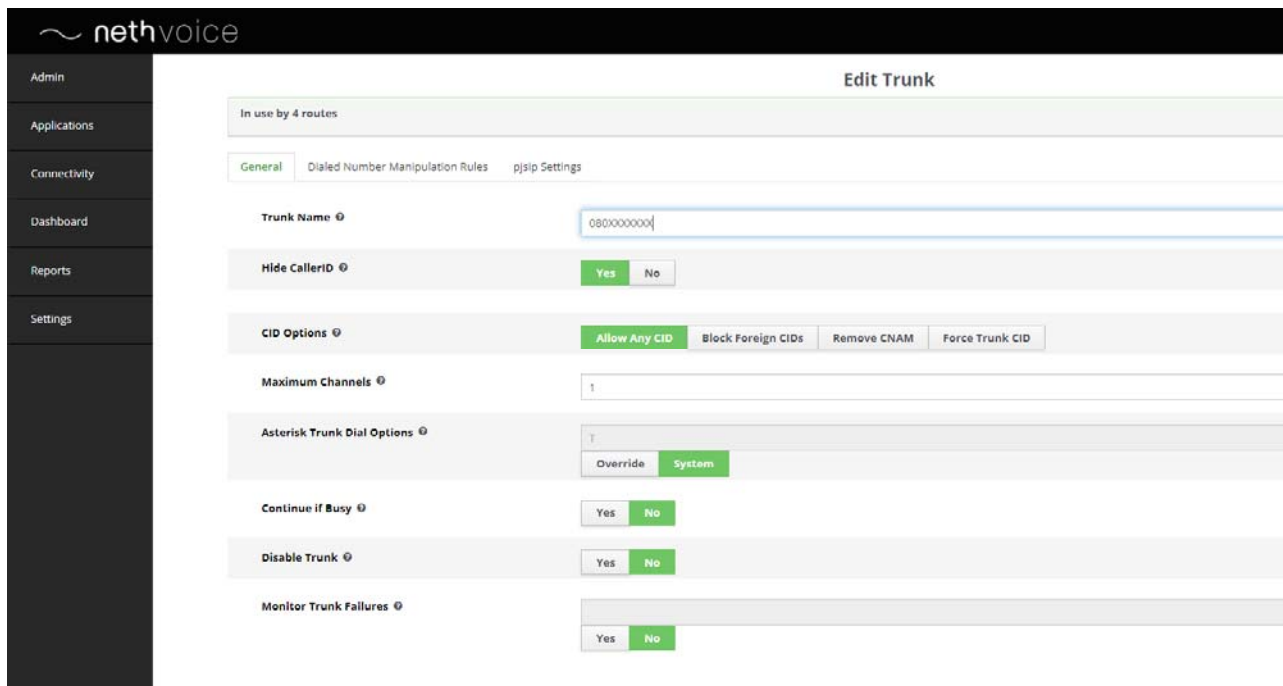 nethvoice
Admin
Edit Trunk
In use by 4 routes
Applications
General Dialed Number Manipulation Rules pjsip Settings
Connectivity
Dashboard
Trunk Name
080XXXXXXX
Reports
Hide CallerID
Yes No
Settings
CID Options
Allow Any CID Block Foreign CIDs Remove CNAM Force Trunk CID
Maximum Channels
1
Asterisk Trunk Dial Options
T
Override System
Continue if Busy
Yes No
Disable Trunk
Yes No
Monitor Trunk Failures
Yes No